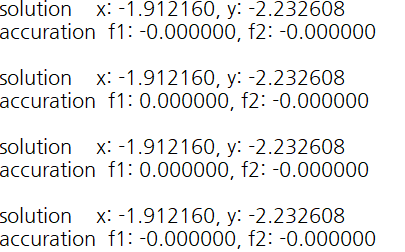 solution x: -1.912160, y: -2.232608
accuration f1: -0.000000, f2: -0.000000
solution x: -1.912160, y: -2.232608
accuration f1: 0.000000, f2: -0.000000
solution x: -1.912160, y: -2.232608
accuration f1: 0.000000, f2: -0.000000
solution x: -1.912160, y: -2.232608
accuration f1: -0.000000, f2: -0.000000